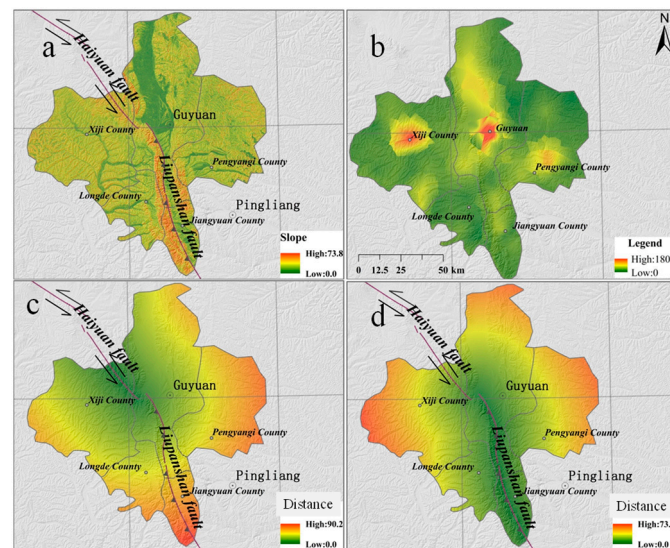 a
Haiyuan fault
Guyuan
Xiji County
Pengyangi County
Longde County
Liupanshan fault
Pingliang
Jiangyuan County
Slope
High:73.8
Low:0.0
b
N
Xiji County
Guyuan
Pengyangi County
Longde County
Jiangyuan County
0 12.5 25 50 km
Legend
High:180
Low:0
c
Haiyuan fault
Guyuan
Xiji County
Pengyangi County
Longde County
Liupanshan fault
Pingliang
Jiangyuan County
Distance
High:90.2
Low:0.0
d
Haiyuan fault
Guyuan
Xiji County
Pengyangi County
Longde County
Liupanshan fault
Pingliang
Jiangyuan County
Distance
High:73.
Low:0.0